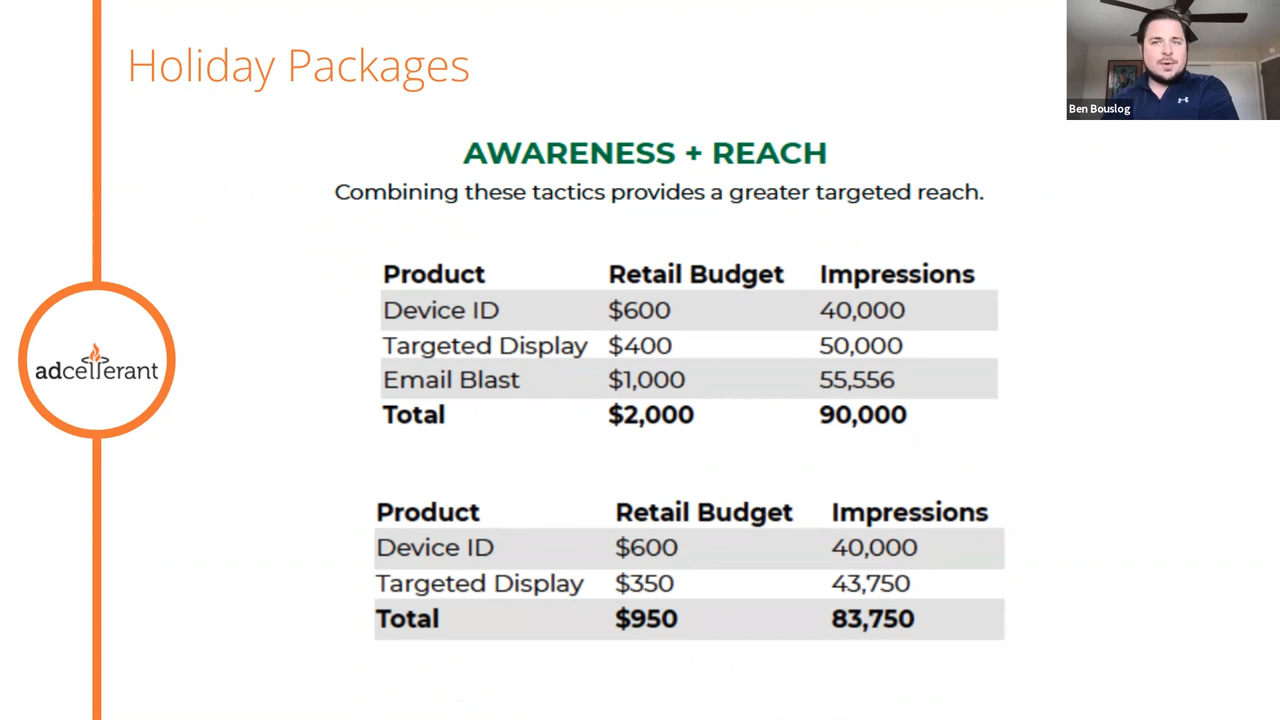 Holiday Packages
Ben Bouslog
AWARENESS + REACH
Combining these tactics provides a greater targeted reach.
Product Retail Budget Impressions
Device ID $600 40,000
Targeted Display $400 50,000
Email Blast $1,000 55,556
Total $2,000 90,000
adcellerant
Product Retail Budget Impressions
Device ID $600 40,000
Targeted Display $350 43,750
Total $950 83,750